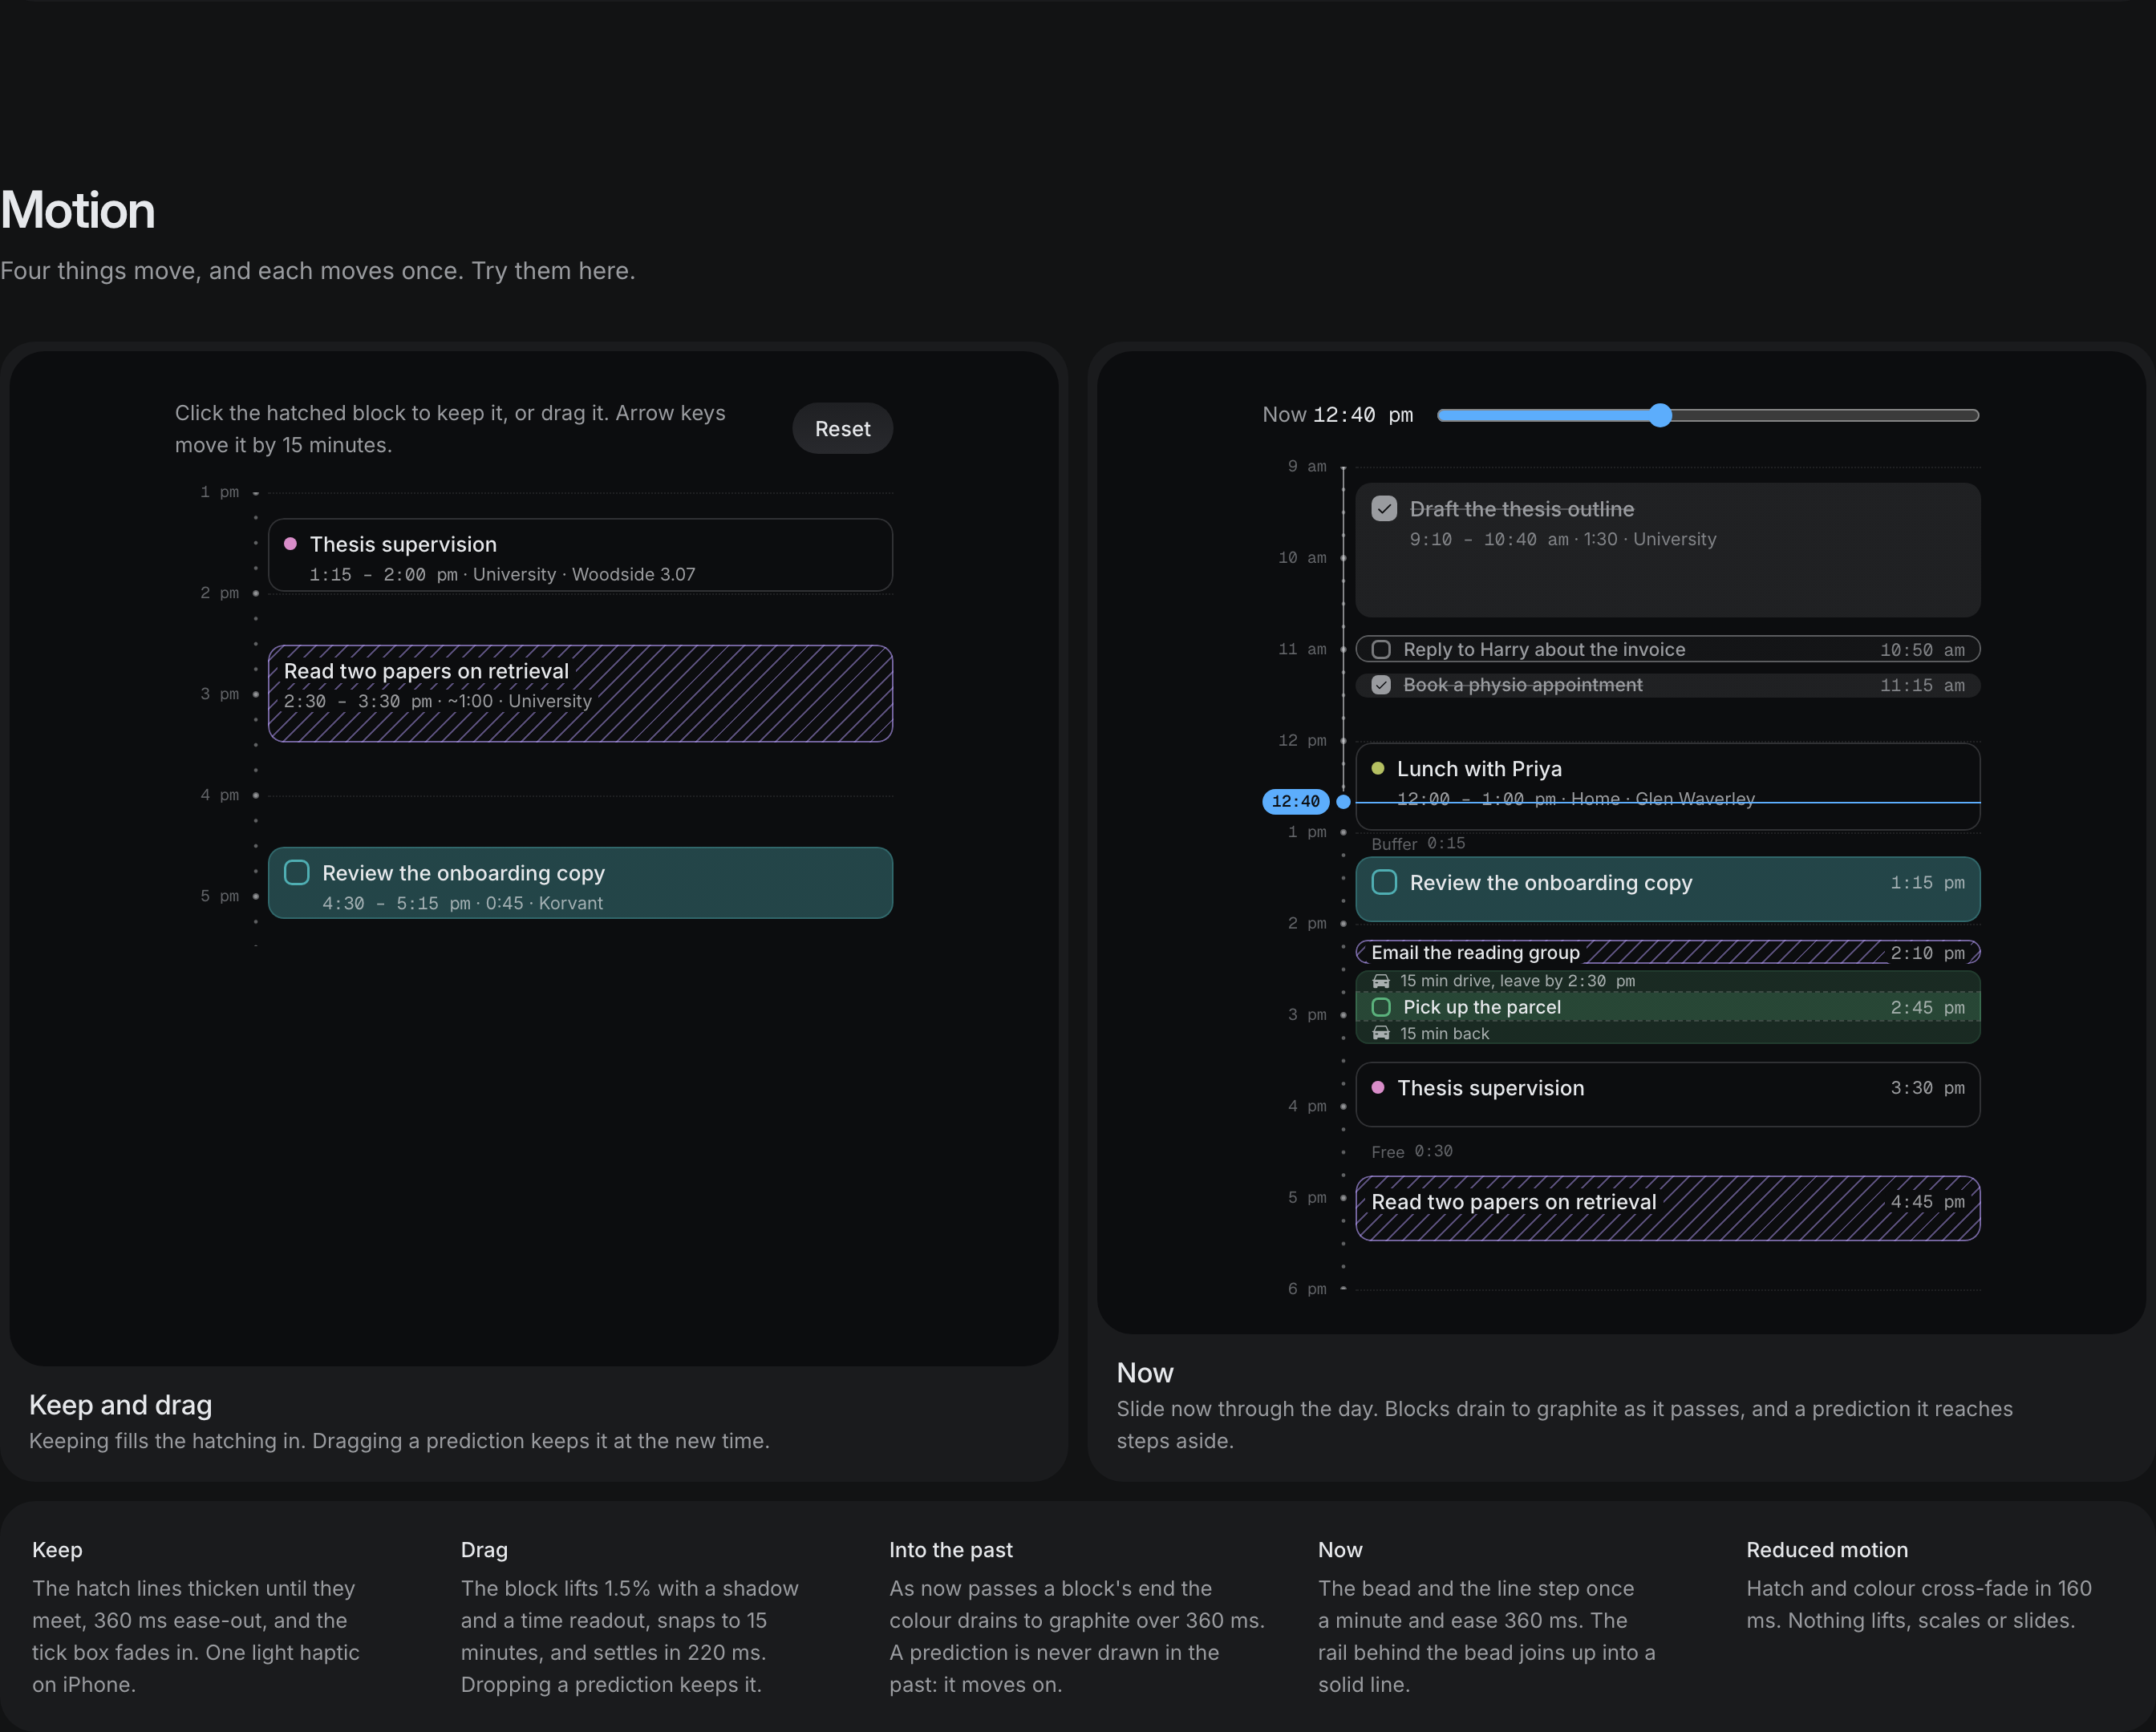 Motion
Four things move, and each moves once. Try them here.
Click the hatched block to keep it, or drag it. Arrow keys
move it by 15 minutes.
Reset
1 pm
Thesis supervision
1:15 – 2:00 pm · University · Woodside 3.07
2 pm
Read two papers on retrieval
2:30 – 3:30 pm · ~1:00 · University
3 pm
4 pm
Review the onboarding copy
4:30 – 5:15 pm · 0:45 · Korvant
5 pm
Keep and drag
Keeping fills the hatching in. Dragging a prediction keeps it at the new time.
Now 12:40 pm
9 am
Draft the thesis outline
9:10 – 10:40 am · 1:30 · University
10 am
11 am
Reply to Harry about the invoice 10:50 am
Book a physio appointment 11:15 am
12 pm
Lunch with Priya
12:00 – 1:00 pm · Home · Glen Waverley
12:40
1 pm
Buffer 0:15
Review the onboarding copy 1:15 pm
2 pm
Email the reading group 2:10 pm
15 min drive, leave by 2:30 pm
Pick up the parcel 2:45 pm
3 pm
15 min back
Thesis supervision 3:30 pm
4 pm
Free 0:30
Read two papers on retrieval 4:45 pm
5 pm
6 pm
Now
Slide now through the day. Blocks drain to graphite as it passes, and a prediction it reaches
steps aside.
Keep
The hatch lines thicken until they
meet, 360 ms ease-out, and the
tick box fades in. One light haptic
on iPhone.
Drag
The block lifts 1.5% with a shadow
and a time readout, snaps to 15
minutes, and settles in 220 ms.
Dropping a prediction keeps it.
Into the past
As now passes a block's end the
colour drains to graphite over 360 ms.
A prediction is never drawn in the
past: it moves on.
Now
The bead and the line step once
a minute and ease 360 ms. The
rail behind the bead joins up into a
solid line.
Reduced motion
Hatch and colour cross-fade in 160
ms. Nothing lifts, scales or slides.